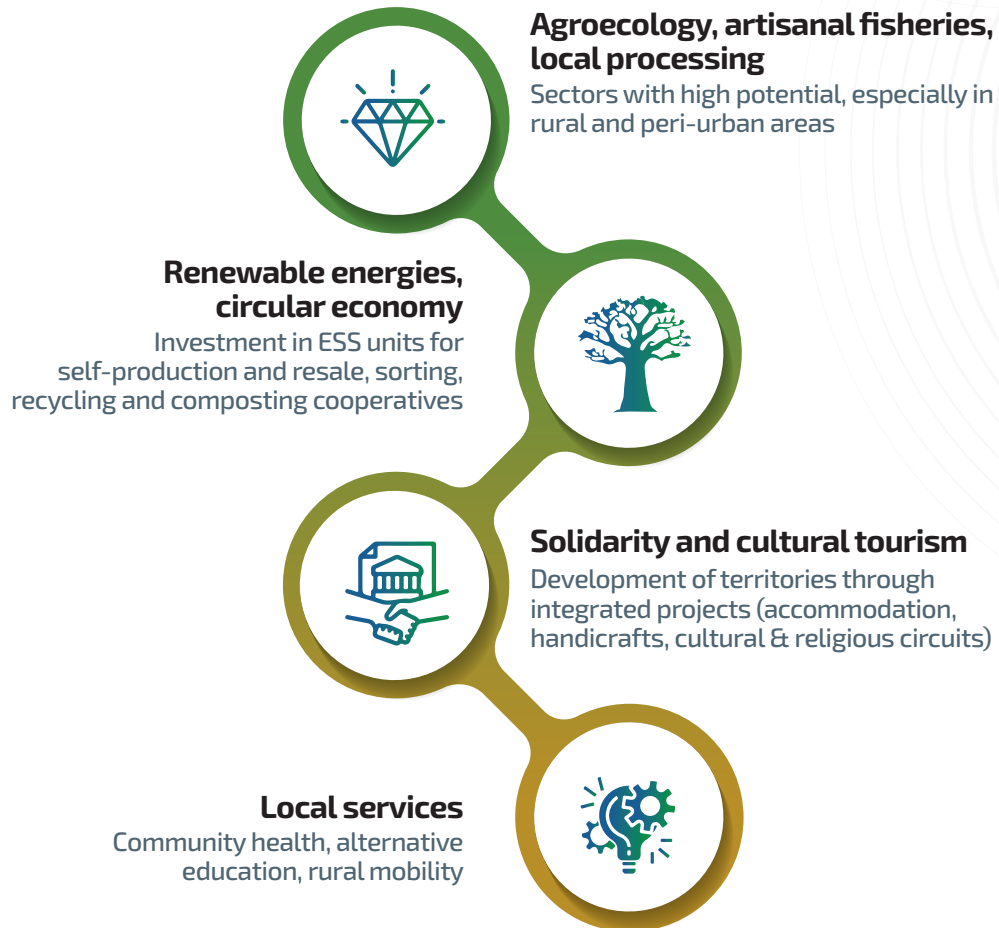 Agroecology, artisanal fisheries,
local processing
Sectors with high potential, especially in
rural and peri-urban areas
Renewable energies,
circular economy
Investment in ESS units for
self-production and resale, sorting,
recycling and composting cooperatives
Solidarity and cultural tourism
Development of territories through
integrated projects (accommodation,
handicrafts, cultural & religious circuits)
Local services
Community health, alternative
education, rural mobility